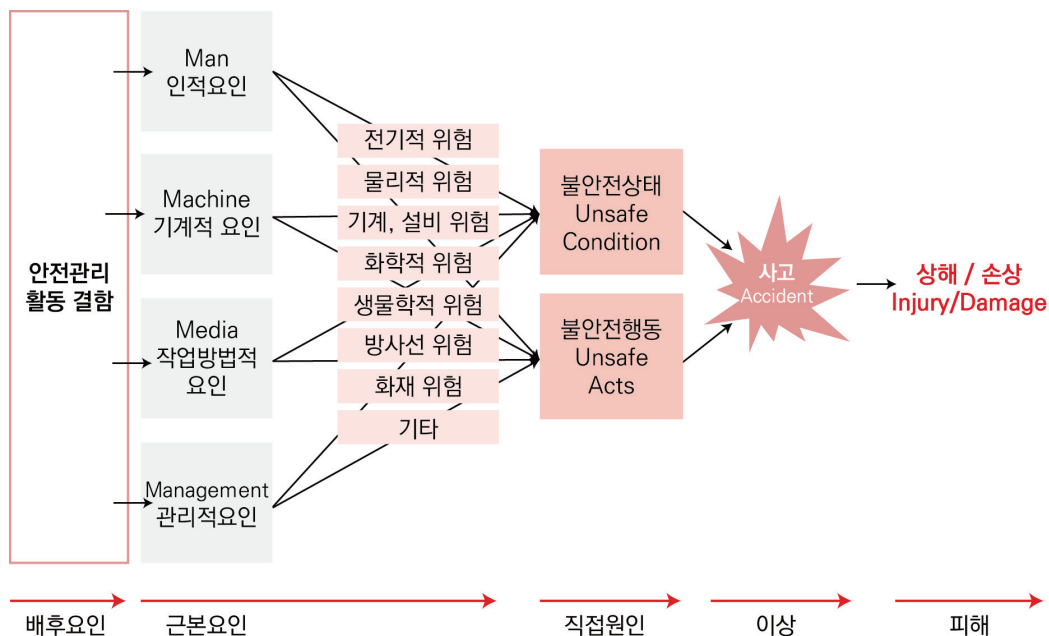 안전관리
활동 결함
Man
인적요인
Machine
기계적 요인
Media
작업방법적
요인
Management
관리적요인
전기적 위험
물리적 위험
기계, 설비 위험
화학적 위험
생물학적 위험
방사선 위험
화재 위험
기타
불안전상태
Unsafe
Condition
불안전행동
Unsafe
Acts
사고
Accident
상해 / 손상
Injury/Damage
배후요인
근본요인
직접원인
이상
피해